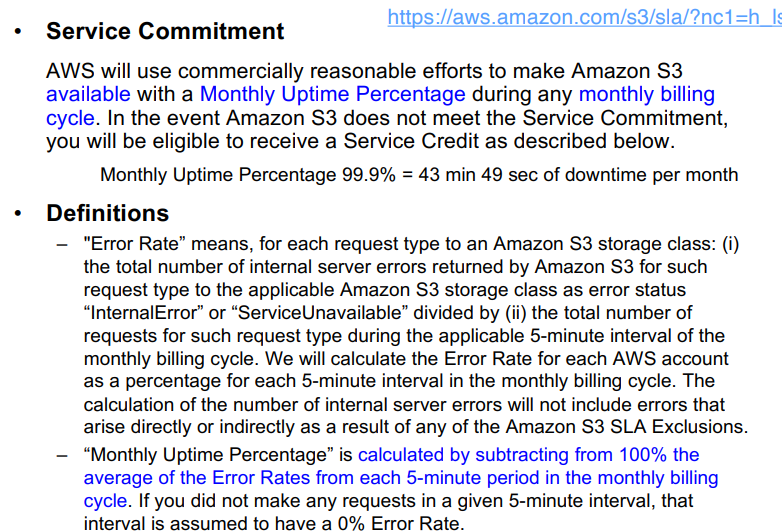 https://aws.amazon.com/s3/sla/?nc1=h_ls
• Service Commitment
AWS will use commercially reasonable efforts to make Amazon S3
available with a Monthly Uptime Percentage during any monthly billing
cycle. In the event Amazon S3 does not meet the Service Commitment,
you will be eligible to receive a Service Credit as described below.
Monthly Uptime Percentage 99.9% = 43 min 49 sec of downtime per month
• Definitions
– "Error Rate” means, for each request type to an Amazon S3 storage class: (i)
the total number of internal server errors returned by Amazon S3 for such
request type to the applicable Amazon S3 storage class as error status
“InternalError” or “ServiceUnavailable” divided by (ii) the total number of
requests for such request type during the applicable 5-minute interval of the
monthly billing cycle. We will calculate the Error Rate for each AWS account
as a percentage for each 5-minute interval in the monthly billing cycle. The
calculation of the number of internal server errors will not include errors that
arise directly or indirectly as a result of any of the Amazon S3 SLA Exclusions.
– “Monthly Uptime Percentage” is calculated by subtracting from 100% the
average of the Error Rates from each 5-minute period in the monthly billing
cycle. If you did not make any requests in a given 5-minute interval, that
interval is assumed to have a 0% Error Rate.